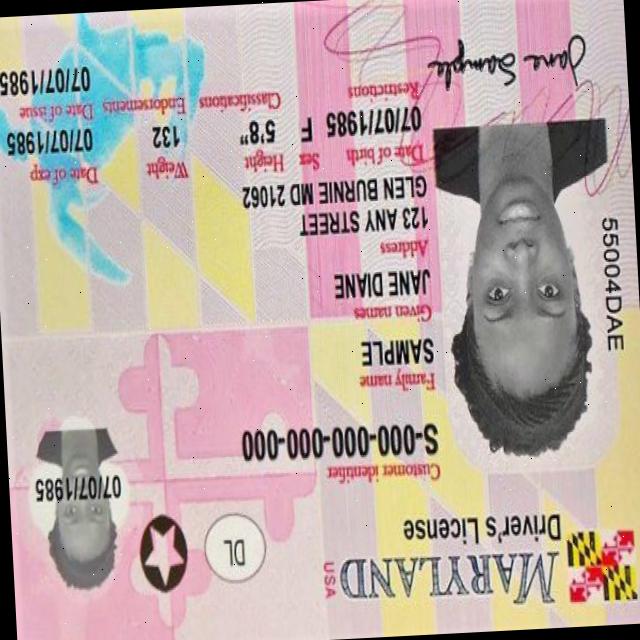 MARYLAND USA
Driver's License
DL
Customer identifier
S-000-000-000-000
07/07/1985
Family name
SAMPLE
Given names
JANE DIANE
Address
123 ANY STREET
GLEN BURNIE MD 21062
Date of birth Sex Height Weight Date of exp
07/07/1985 F 5'8" 132 07/07/1985
Restrictions Classifications Endorsements Date of issue
07/07/1985
Jane Sample
55004DAE